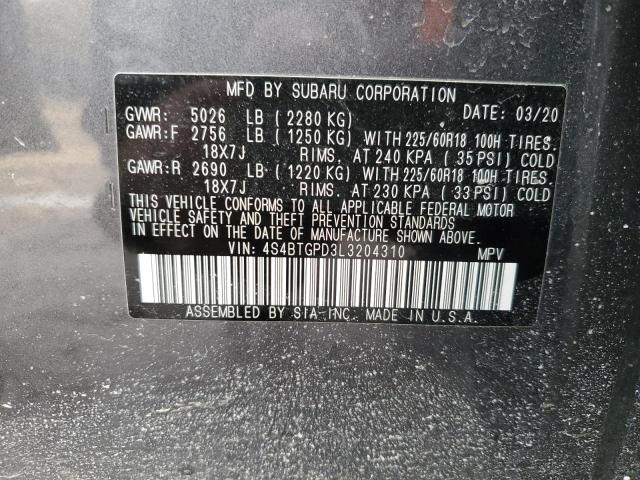 MFD BY SUBARU CORPORATION
GVWR: 5026 LB (2280 KG) DATE: 03/20
GAWR:F 2756 LB (1250 KG) WITH 225/60R18 100H TIRES.
18X7J RIMS. AT 240 KPA (35 PSI) COLD
GAWR:R 2690 LB (1220 KG) WITH 225/60R18 100H TIRES.
18X7J RIMS. AT 230 KPA (33 PSI) COLD
THIS VEHICLE CONFORMS TO ALL APPLICABLE FEDERAL MOTOR
VEHICLE SAFETY AND THEFT PREVENTION STANDARDS
IN EFFECT ON THE DATE OF MANUFACTURE SHOWN ABOVE.
VIN: 4S4BTGPD3L3204310 MPV
ASSEMBLED BY SIA-INC. MADE IN U.S.A.